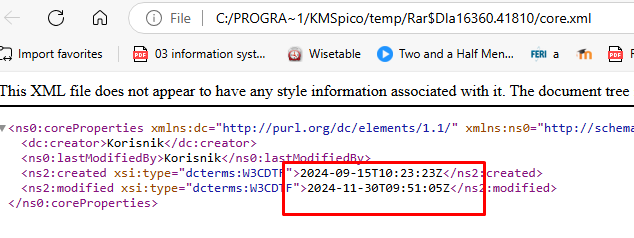 File
C:/PROGRA~1/KMSpico/temp/Rar$DIa16360.41810/core.xml
Import favorites
03 information syst...
Wisetable
Two and a Half Men -...
FERI
a
Prob
This XML file does not appear to have any style information associated with it. The document tree
<ns0:coreProperties xmlns:dc="http://purl.org/dc/elements/1.1/" xmlns:ns0="http://schema
<dc:creator>Korisnik</dc:creator>
<ns0:lastModifiedBy>Korisnik</ns0:lastModifiedBy>
<ns2:created xsi:type="dcterms:W3CDTF">2024-09-15T10:23:23Z</ns2:created>
<ns2:modified xsi:type="dcterms:W3CDTF">2024-11-30T09:51:05Z</ns2:modified>
</ns0:coreProperties>